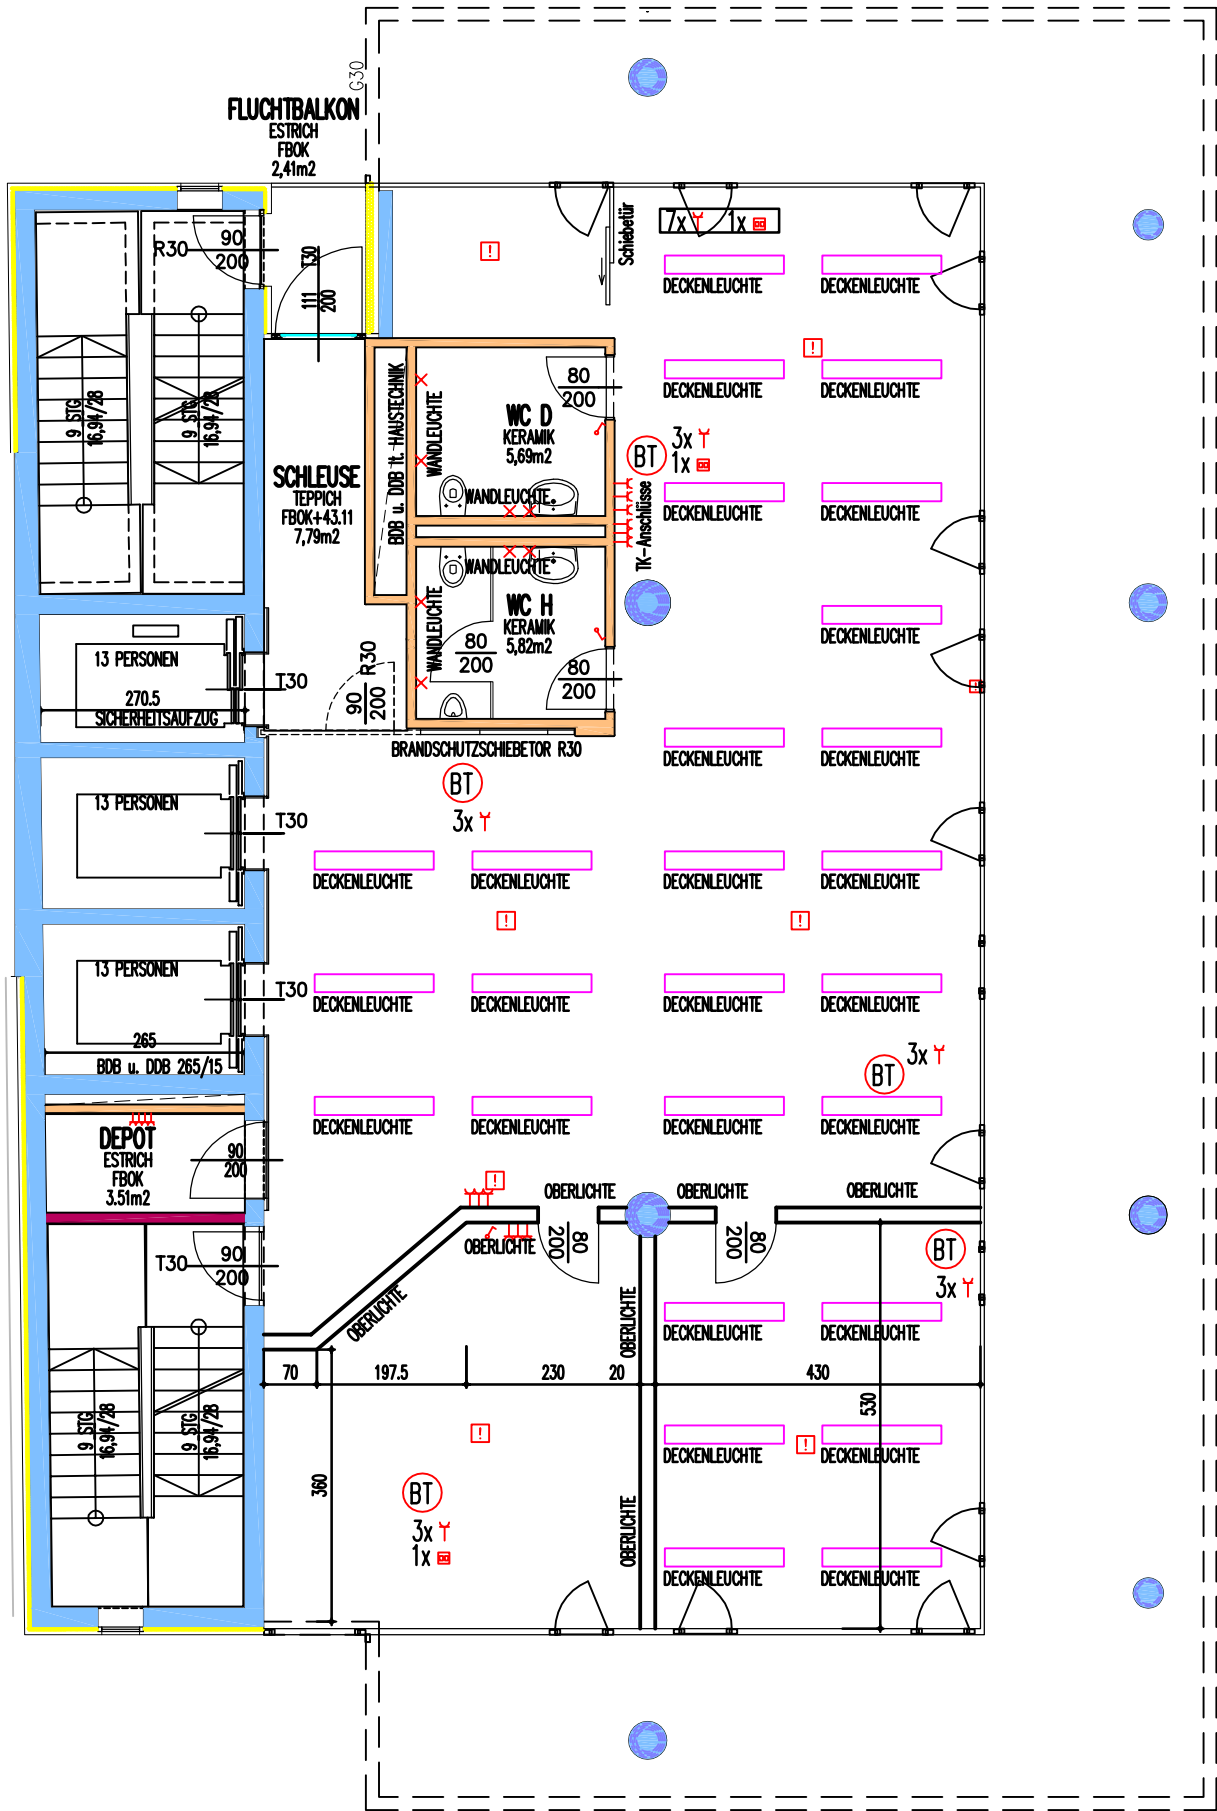 G30
FLUCHTBALKON
ESTRICH
FBOK
2,41m2
R30
90
200
111
200
T30
Schiebetür
7x 1x
DECKENLEUCHTE DECKENLEUCHTE
DECKENLEUCHTE DECKENLEUCHTE
9 STG
16,94/28
9 STG
16,94/28
BDB u. DDB lt. HAUSTECHNIK
WANDLEUCHTE
WC D
KERAMIK
5,69m2
80
200
WANDLEUCHTE
BT
3x
1x
TK-Anschlüsse
SCHLEUSE
TEPPICH
FBOK+43.11
7,79m2
DECKENLEUCHTE DECKENLEUCHTE
WANDLEUCHTE
WANDLEUCHTE
WC H
KERAMIK
5,82m2
80
200
80
200
DECKENLEUCHTE
13 PERSONEN
270.5
SICHERHEITSAUFZUG
T30
90
200
R30
BRANDSCHUTZSCHIEBETOR R30
DECKENLEUCHTE DECKENLEUCHTE
BT
3x
13 PERSONEN
T30
DECKENLEUCHTE DECKENLEUCHTE DECKENLEUCHTE DECKENLEUCHTE
13 PERSONEN
T30
DECKENLEUCHTE DECKENLEUCHTE DECKENLEUCHTE DECKENLEUCHTE
265
BDB u. DDB 265/15
BT
3x
DECKENLEUCHTE DECKENLEUCHTE DECKENLEUCHTE DECKENLEUCHTE
DEPOT
ESTRICH
FBOK
3.51m2
90
200
OBERLICHTE OBERLICHTE OBERLICHTE
OBERLICHTE
80
200
80
200
BT
3x
T30
90
200
OBERLICHTE
OBERLICHTE
DECKENLEUCHTE DECKENLEUCHTE
70 197.5 230 20 430
530
360
9 STG
16,94/28
9 STG
16,94/28
DECKENLEUCHTE DECKENLEUCHTE
BT
3x
1x
OBERLICHTE
DECKENLEUCHTE DECKENLEUCHTE